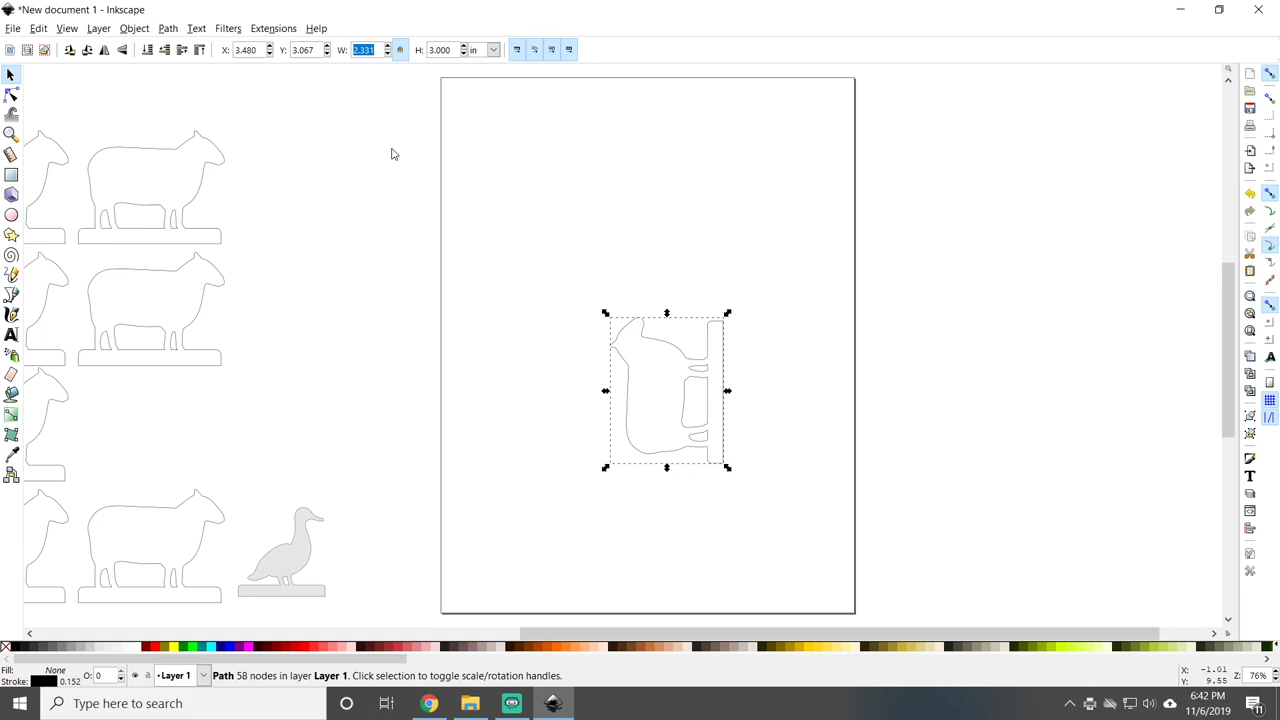 *New document 1 - Inkscape
File Edit View Layer Object Path Text Filters Extensions Help
X: 3.480 Y: 3.067 W: 2.331 H: 3.000 in
Fill: None O: 0 Layer 1 Path 58 nodes in layer Layer 1. Click selection to toggle scale/rotation handles. X: -1.01 Z: 76%
Stroke: 0.152 Y: 9.55
Type here to search
6:42 PM
11/6/2019
11